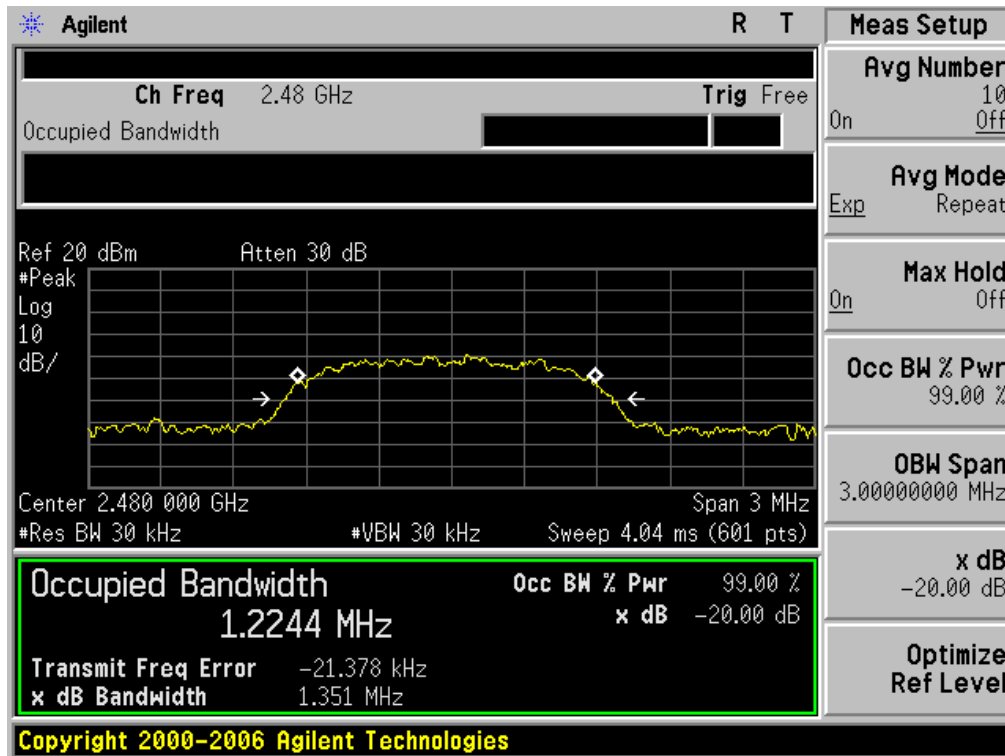 Agilent R T
Ch Freq 2.48 GHz Trig Free
Occupied Bandwidth
Ref 20 dBm Atten 30 dB
#Peak
Log
10
dB/
Center 2.480 000 GHz Span 3 MHz
#Res BW 30 kHz #VBW 30 kHz Sweep 4.04 ms (601 pts)
Occupied Bandwidth
1.2244 MHz
Occ BW % Pwr 99.00 %
x dB -20.00 dB
Transmit Freq Error -21.378 kHz
x dB Bandwidth 1.351 MHz
Copyright 2000-2006 Agilent Technologies
Meas Setup
Avg Number
10
On Off
Avg Mode
Exp Repeat
Max Hold
On Off
Occ BW % Pwr
99.00 %
OBW Span
3.00000000 MHz
x dB
-20.00 dB
Optimize
Ref Level